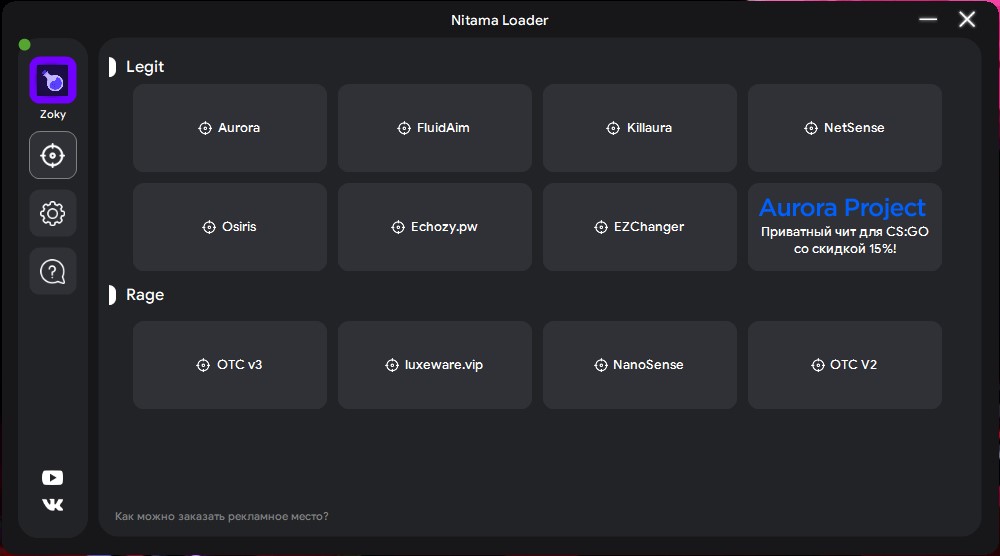 Nitama Loader
Zoky
Legit
Aurora
FluidAim
Killaura
NetSense
Osiris
Echozy.pw
EZChanger
Aurora Project
Приватный чит для CS:GO
со скидкой 15%!
Rage
OTC v3
luxeware.vip
NanoSense
OTC V2
Как можно заказать рекламное место?